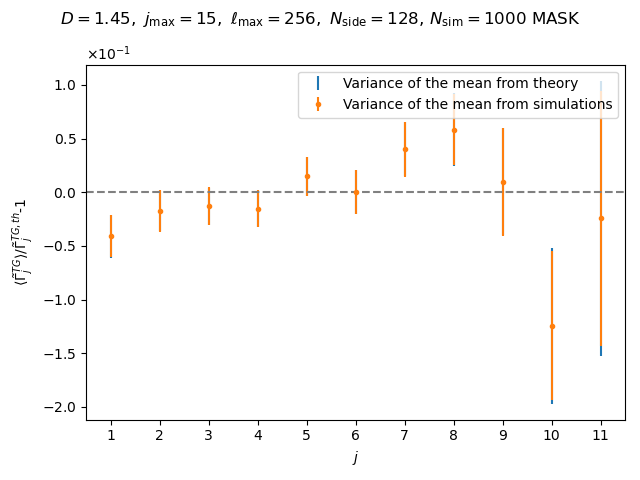 D = 1.45, j_max = 15, ℓ_max = 256, N_side = 128, N_sim = 1000 MASK
×10⁻¹
Variance of the mean from theory
Variance of the mean from simulations
1.0
0.5
0.0
−0.5
−1.0
−1.5
−2.0
⟨Γ̃_j^{TG}⟩/Γ̃_j^{TG, th}-1
1 2 3 4 5 6 7 8 9 10 11
j